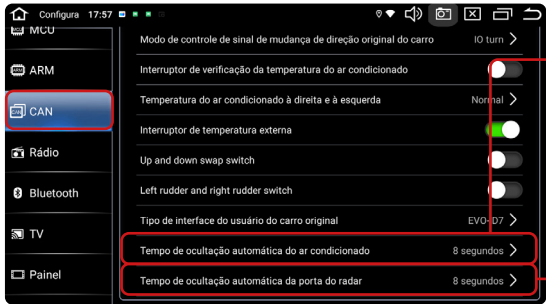 Configura 17:57
MCU
Modo de controle de sinal de mudança de direção original do carro IO turn
ARM
Interruptor de verificação da temperatura do ar condicionado
CAN
Temperatura do ar condicionado à direita e à esquerda Normal
Interruptor de temperatura externa
Rádio
Up and down swap switch
Bluetooth
Left rudder and right rudder switch
TV
Tipo de interface do usuário do carro original EVO-ID7
Tempo de ocultação automática do ar condicionado 8 segundos
Painel
Tempo de ocultação automática da porta do radar 8 segundos